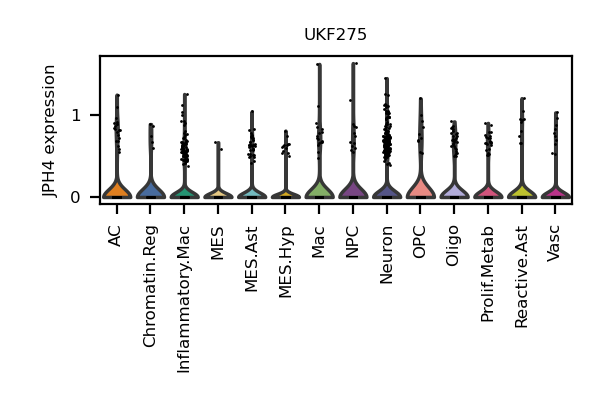 UKF275
JPH4 expression
1
0
AC
Chromatin.Reg
Inflammatory.Mac
MES
MES.Ast
MES.Hyp
Mac
NPC
Neuron
OPC
Oligo
Prolif.Metab
Reactive.Ast
Vasc